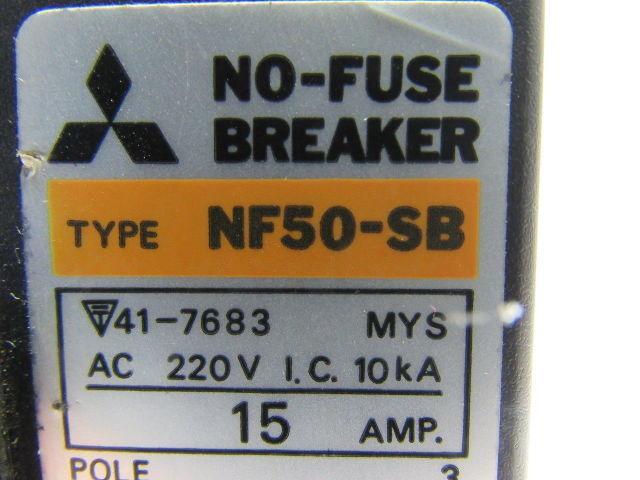 NO-FUSE
BREAKER
TYPE NF50-SB
41-7683 MYS
AC 220V I.C. 10kA
15 AMP.
POLE 3